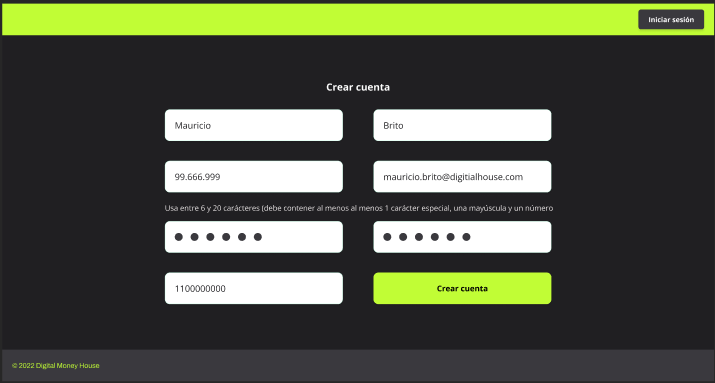 Iniciar sesión
Crear cuenta
Mauricio
Brito
99.666.999
mauricio.brito@digitialhouse.com
Usa entre 6 y 20 carácteres (debe contener al menos al menos 1 carácter especial, una mayúscula y un número
1100000000
Crear cuenta
© 2022 Digital Money House